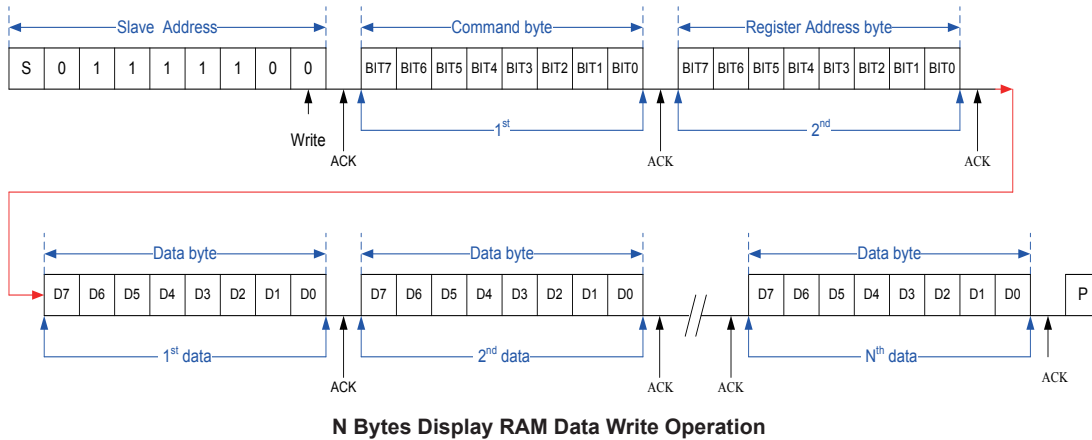 Slave Address Command byte Register Address byte
S 0 1 1 1 1 1 0 0 BIT7 BIT6 BIT5 BIT4 BIT3 BIT2 BIT1 BIT0 BIT7 BIT6 BIT5 BIT4 BIT3 BIT2 BIT1 BIT0
1st 2nd
Write ACK ACK ACK
Data byte Data byte Data byte
D7 D6 D5 D4 D3 D2 D1 D0 D7 D6 D5 D4 D3 D2 D1 D0 D7 D6 D5 D4 D3 D2 D1 D0 P
1st data 2nd data Nth data
ACK ACK ACK ACK
N Bytes Display RAM Data Write Operation